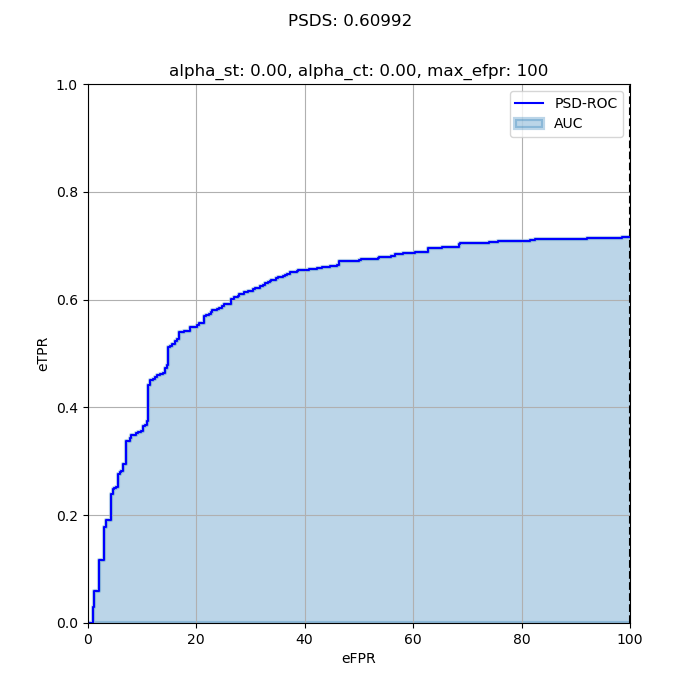 PSDS: 0.60992
alpha_st: 0.00, alpha_ct: 0.00, max_efpr: 100
PSD-ROC
AUC
1.0
0.8
0.6
0.4
0.2
0.0
eTPR
0 20 40 60 80 100
eFPR